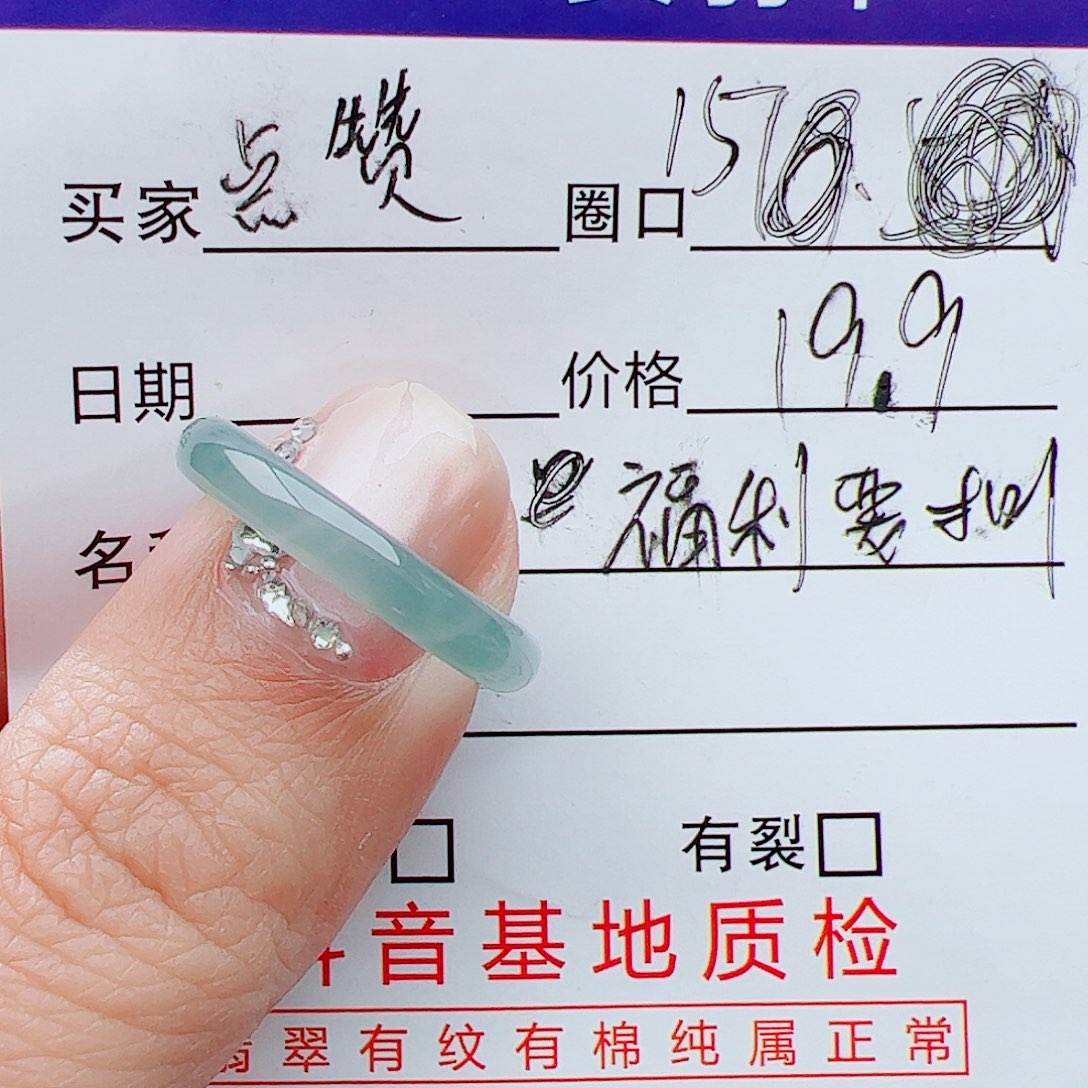 买家 点赞 圈口 157
日期 价格 19.9
名 福利
有裂
音基地质检
翠有纹有棉纯属正常